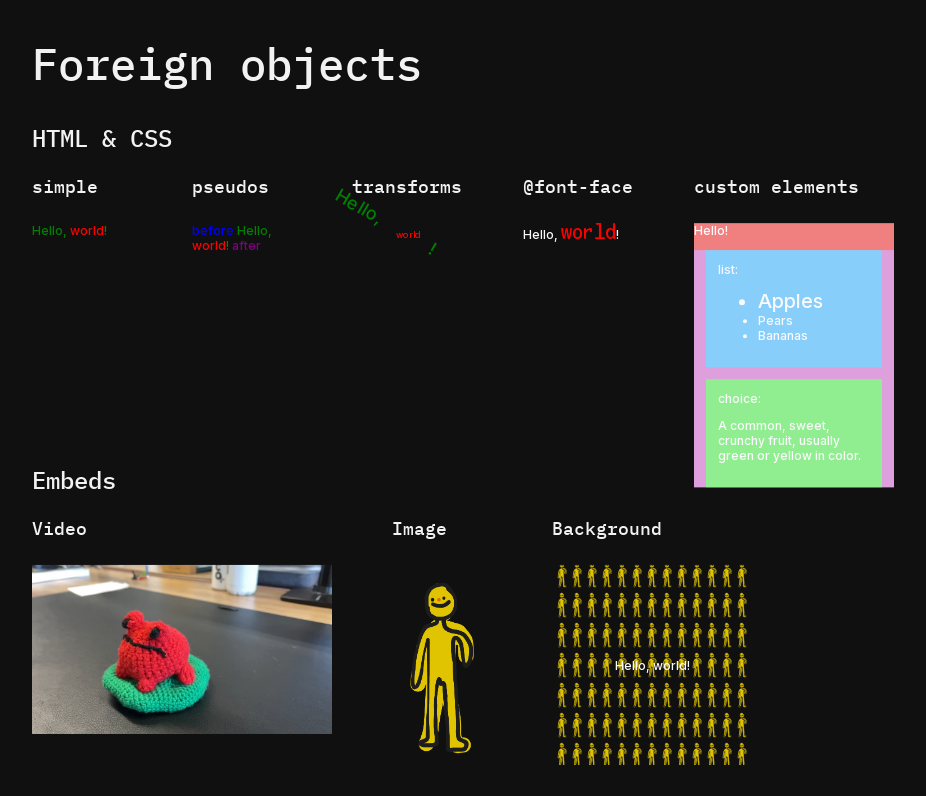 Foreign objects
HTML & CSS
simple
Hello, world!
pseudos
before Hello,
world! after
transforms
Hello,
world
!
@font-face
Hello, world!
custom elements
Hello!
list:
• Apples
• Pears
• Bananas
choice:
A common, sweet,
crunchy fruit, usually
green or yellow in color.
Embeds
Video
Image
Background
Hello, world!